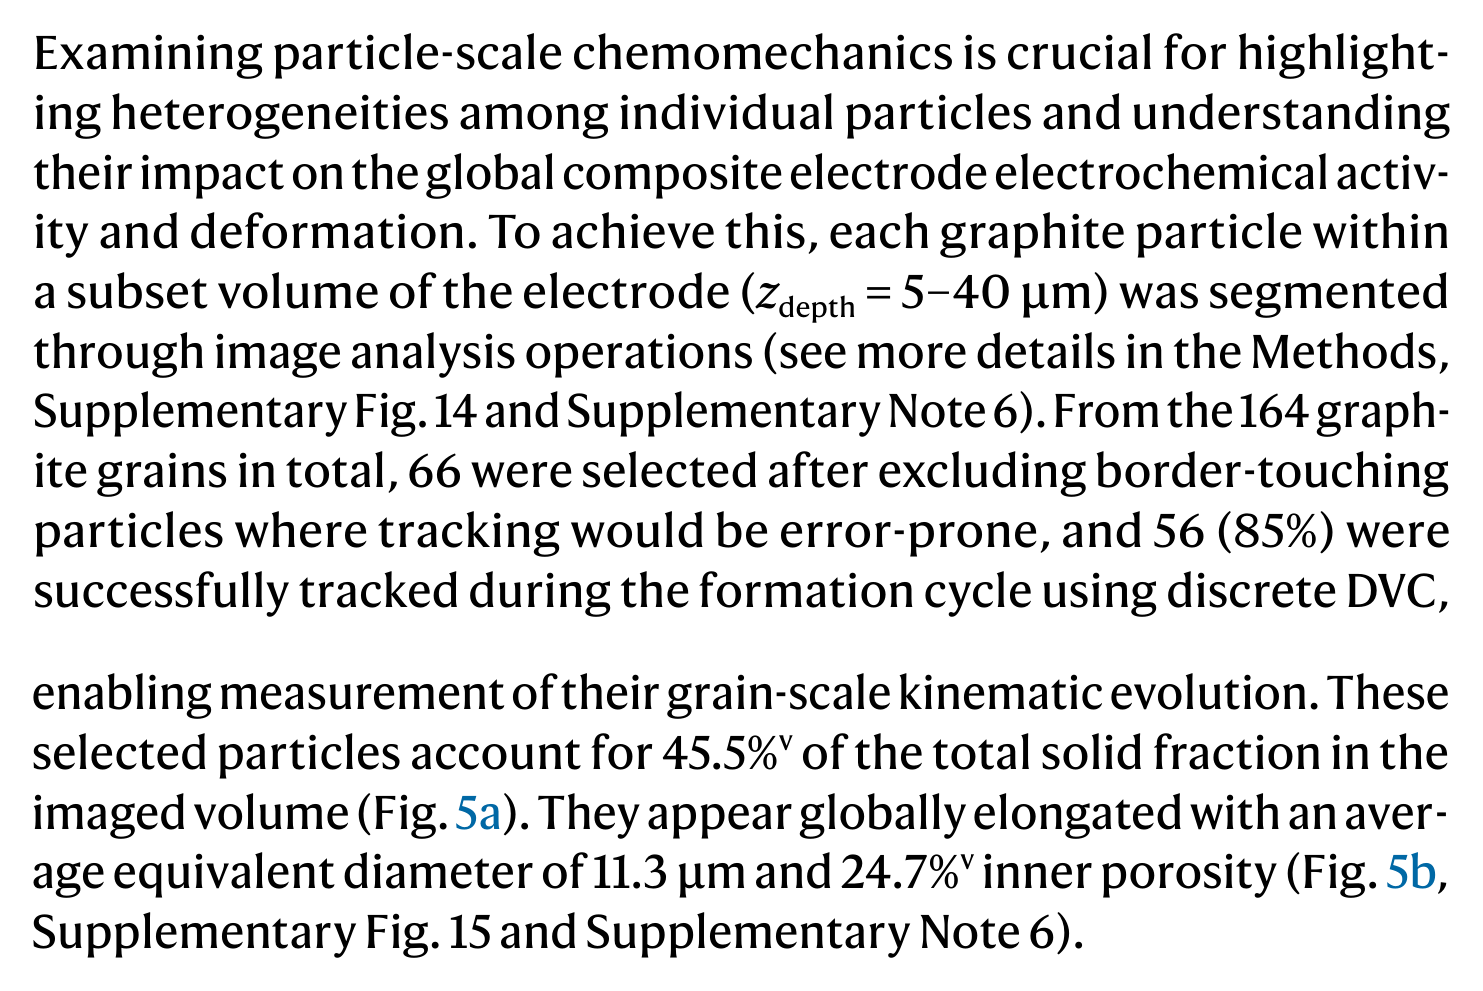 Examining particle-scale chemomechanics is crucial for highlight-
ing heterogeneities among individual particles and understanding
their impact on the global composite electrode electrochemical activ-
ity and deformation. To achieve this, each graphite particle within
a subset volume of the electrode (z_depth = 5–40 μm) was segmented
through image analysis operations (see more details in the Methods,
Supplementary Fig. 14 and Supplementary Note 6). From the 164 graph-
ite grains in total, 66 were selected after excluding border-touching
particles where tracking would be error-prone, and 56 (85%) were
successfully tracked during the formation cycle using discrete DVC,
enabling measurement of their grain-scale kinematic evolution. These
selected particles account for 45.5%ᵛ of the total solid fraction in the
imaged volume (Fig. 5a). They appear globally elongated with an aver-
age equivalent diameter of 11.3 μm and 24.7%ᵛ inner porosity (Fig. 5b,
Supplementary Fig. 15 and Supplementary Note 6).